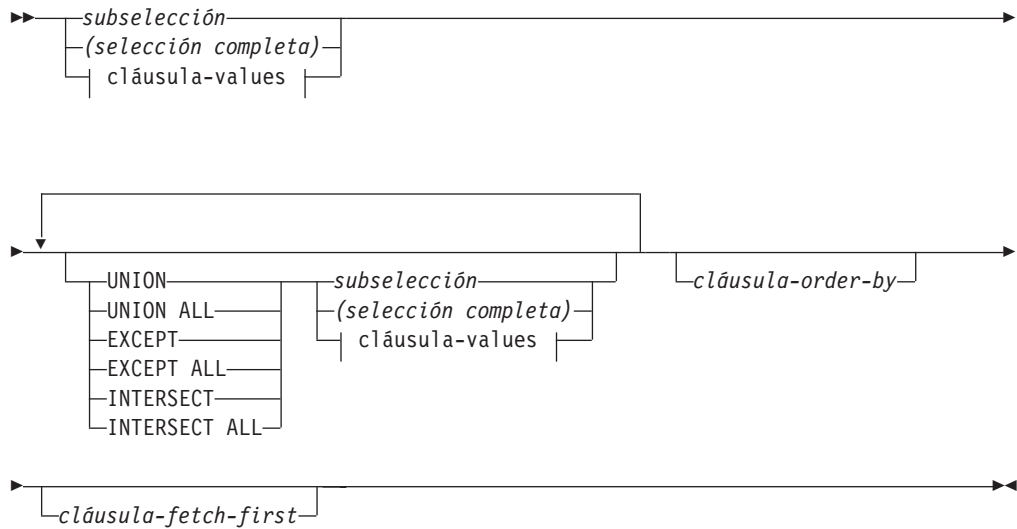 subselección
(selección completa)
cláusula-values
UNION
UNION ALL
EXCEPT
EXCEPT ALL
INTERSECT
INTERSECT ALL
subselección
(selección completa)
cláusula-values
cláusula-order-by
cláusula-fetch-first